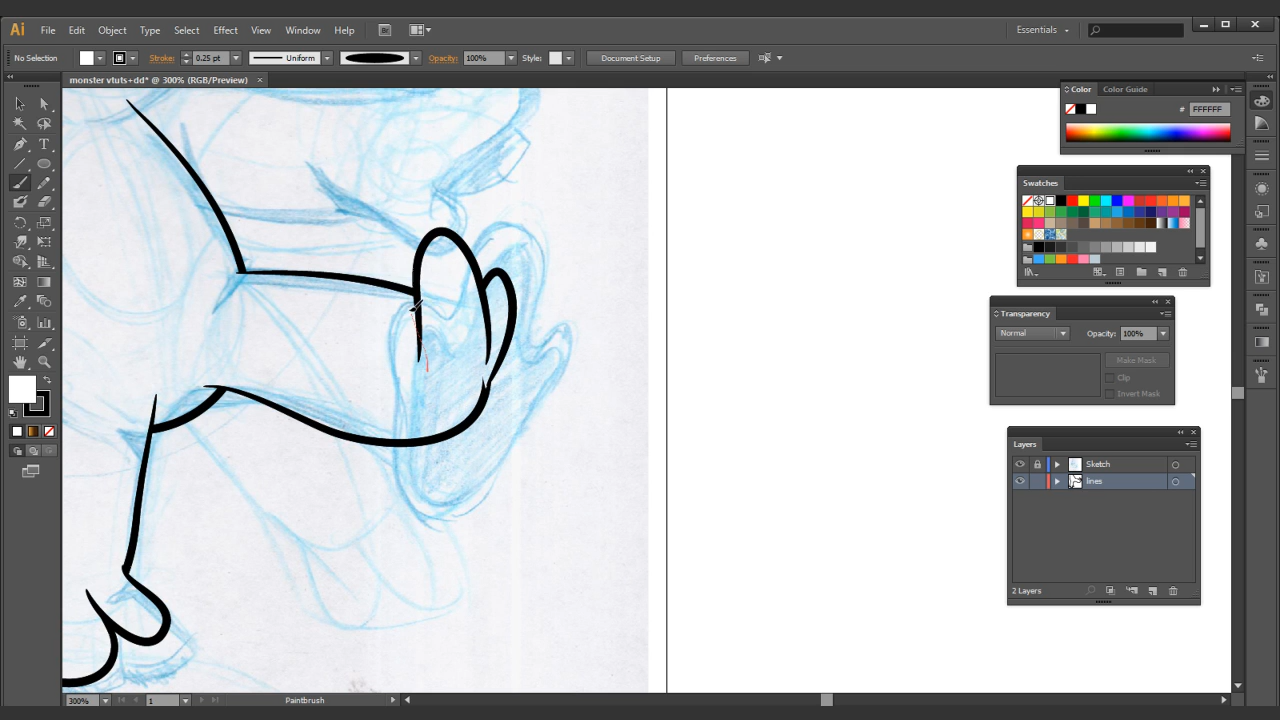 Ai File Edit Object Type Select Effect View Window Help Essentials
No Selection Stroke: 0.25 pt Uniform Opacity: 100% Style: Document Setup Preferences
monster vtuts+dd* @ 300% (RGB/Preview) ×
Color Color Guide
# FFFFFF
Swatches
Transparency
Normal Opacity: 100%
Make Mask
Clip
Invert Mask
Layers
Sketch
lines
2 Layers
300% 1 Paintbrush